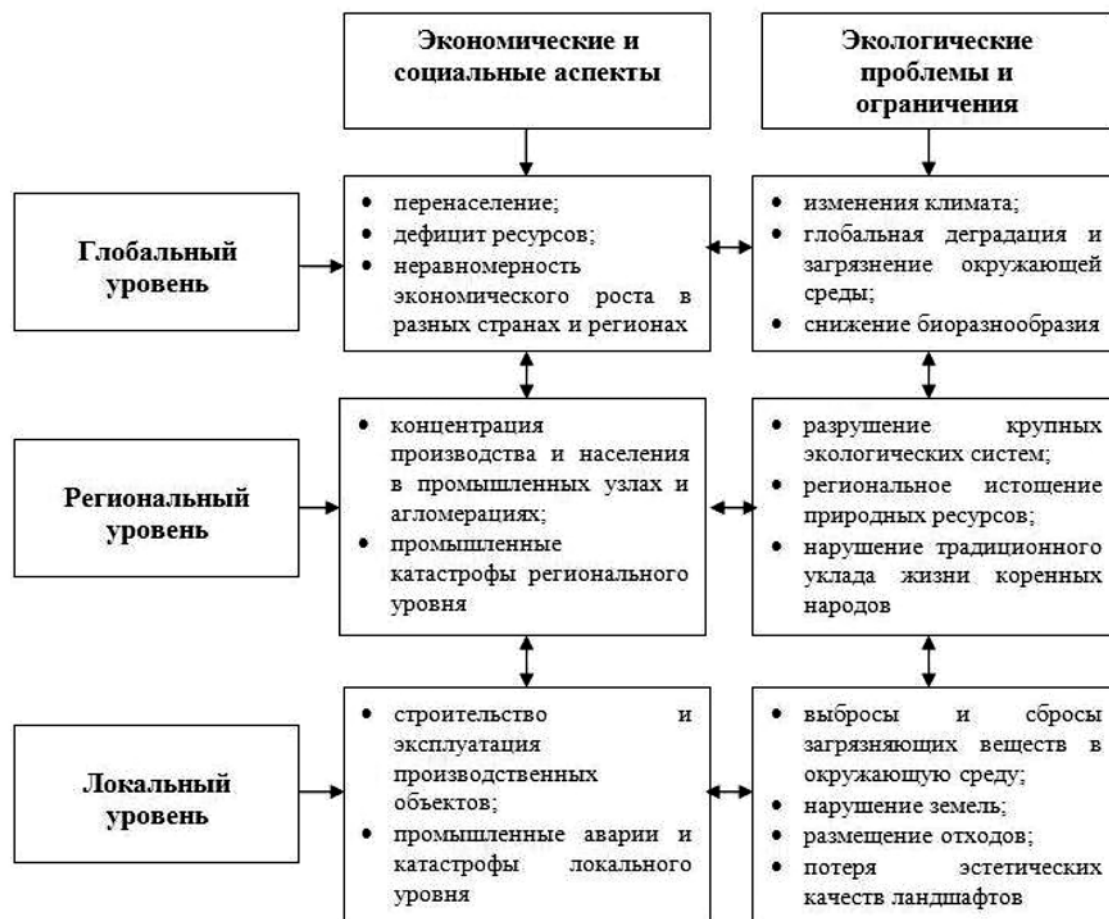 Экономические и
социальные аспекты
Экологические
проблемы и
ограничения
Глобальный
уровень
• перенаселение;
• дефицит ресурсов;
• неравномерность
экономического роста в
разных странах и регионах
• изменения климата;
• глобальная деградация и
загрязнение окружающей
среды;
• снижение биоразнообразия
Региональный
уровень
• концентрация
производства и населения
в промышленных узлах и
агломерациях;
• промышленные
катастрофы регионального
уровня
• разрушение крупных
экологических систем;
• региональное истощение
природных ресурсов;
• нарушение традиционного
уклада жизни коренных
народов
Локальный
уровень
• строительство и
эксплуатация
производственных
объектов;
• промышленные аварии и
катастрофы локального
уровня
• выбросы и сбросы
загрязняющих веществ в
окружающую среду;
• нарушение земель;
• размещение отходов;
• потеря эстетических
качеств ландшафтов